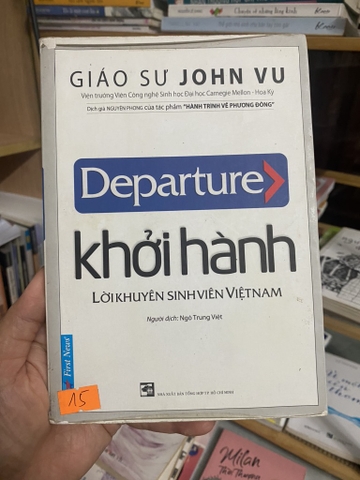 GIÁO SƯ JOHN VU
Viện trưởng Viện Công nghệ Sinh học Đại học Carnegie Mellon - Hoa Kỳ
Dịch giả NGUYÊN PHONG của tác phẩm "HÀNH TRÌNH VỀ PHƯƠNG ĐÔNG"
Departure
khởi hành
LỜI KHUYÊN SINH VIÊN VIỆT NAM
Người dịch: Ngô Trung Việt
First News
15
NHÀ XUẤT BẢN TỔNG HỢP TP. HỒ CHÍ MINH
Milan